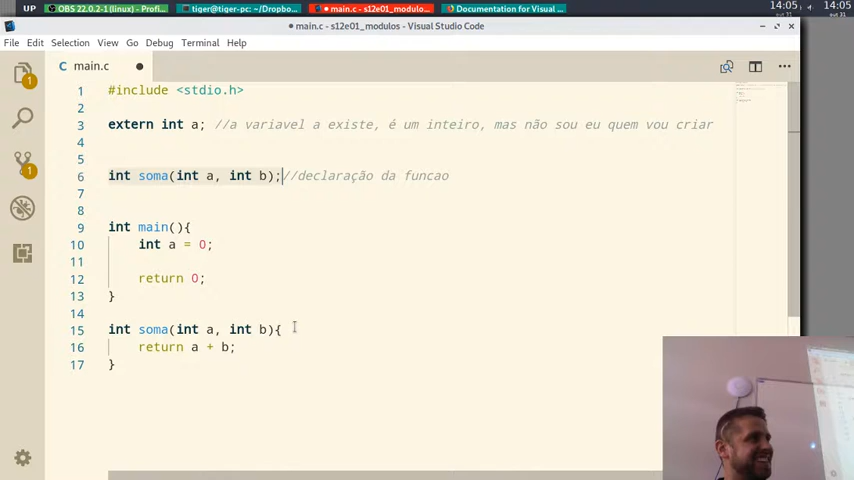 UP
OBS 22.0.2-1 (linux) - Profi...
tiger@tiger-pc: ~/Dropbo...
main.c - s12e01_modulo...
Documentation for Visual ...
14:05
14:05
main.c - s12e01_modulos - Visual Studio Code
File Edit Selection View Go Debug Terminal Help
C main.c
1 #include <stdio.h>
2
3 extern int a; //a variavel a existe, é um inteiro, mas não sou eu quem vou criar
4
5
6 int soma(int a, int b);//declaração da funcao
7
8
9 int main(){
10 int a = 0;
11
12 return 0;
13 }
14
15 int soma(int a, int b){
16 return a + b;
17 }
1
1